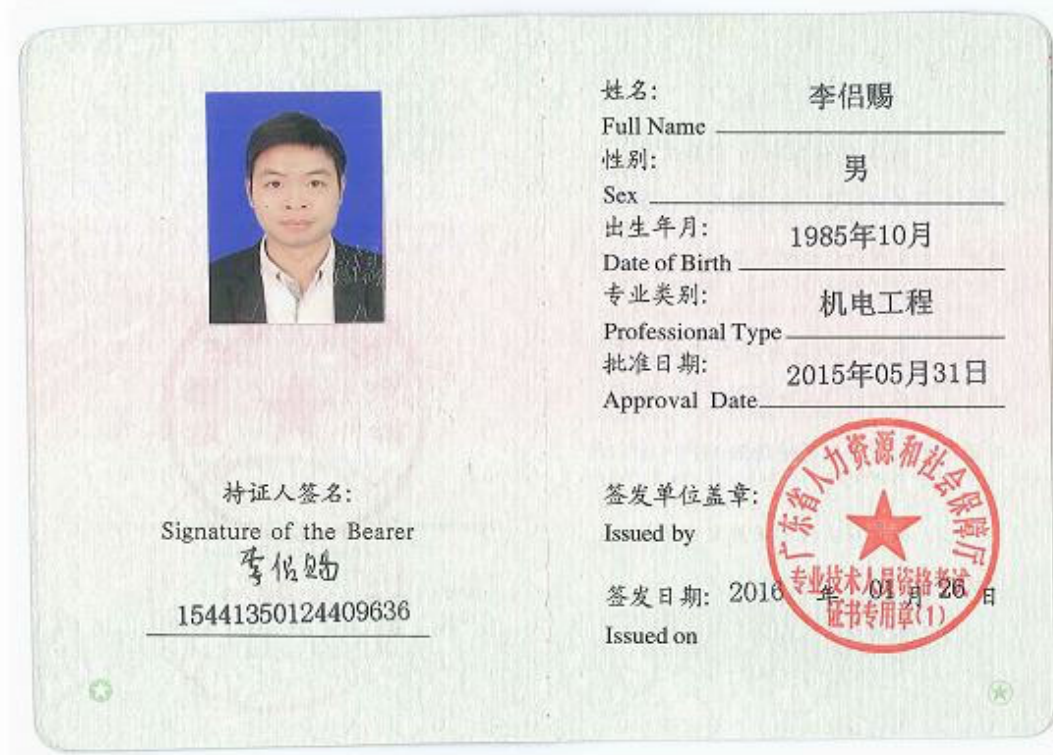 持证人签名:
Signature of the Bearer
李侣赐
15441350124409636
姓名: 李侣赐
Full Name
性别: 男
Sex
出生年月: 1985年10月
Date of Birth
专业类别: 机电工程
Professional Type
批准日期: 2015年05月31日
Approval Date
签发单位盖章:
Issued by
广东省人力资源和社会保障厅
专业技术人员资格考试
证书专用章(1)
签发日期: 2016 年 01 月 26 日
Issued on